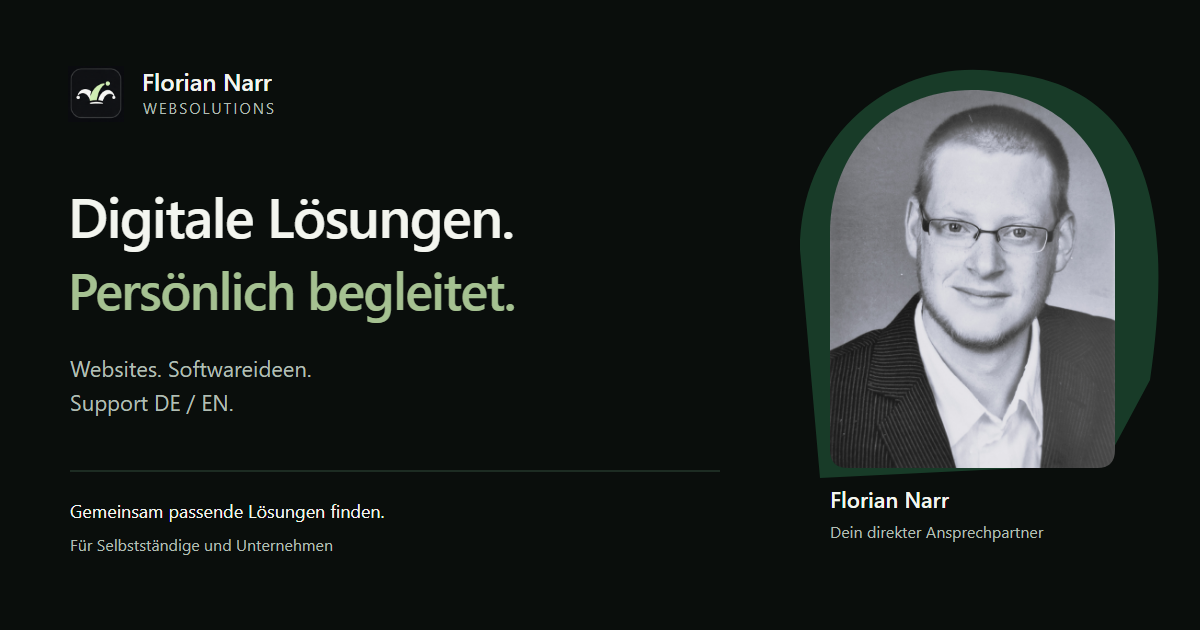 Florian Narr
WEBSOLUTIONS
Digitale Lösungen.
Persönlich begleitet.
Websites. Softwareideen.
Support DE / EN.
Gemeinsam passende Lösungen finden.
Für Selbstständige und Unternehmen
Florian Narr
Dein direkter Ansprechpartner